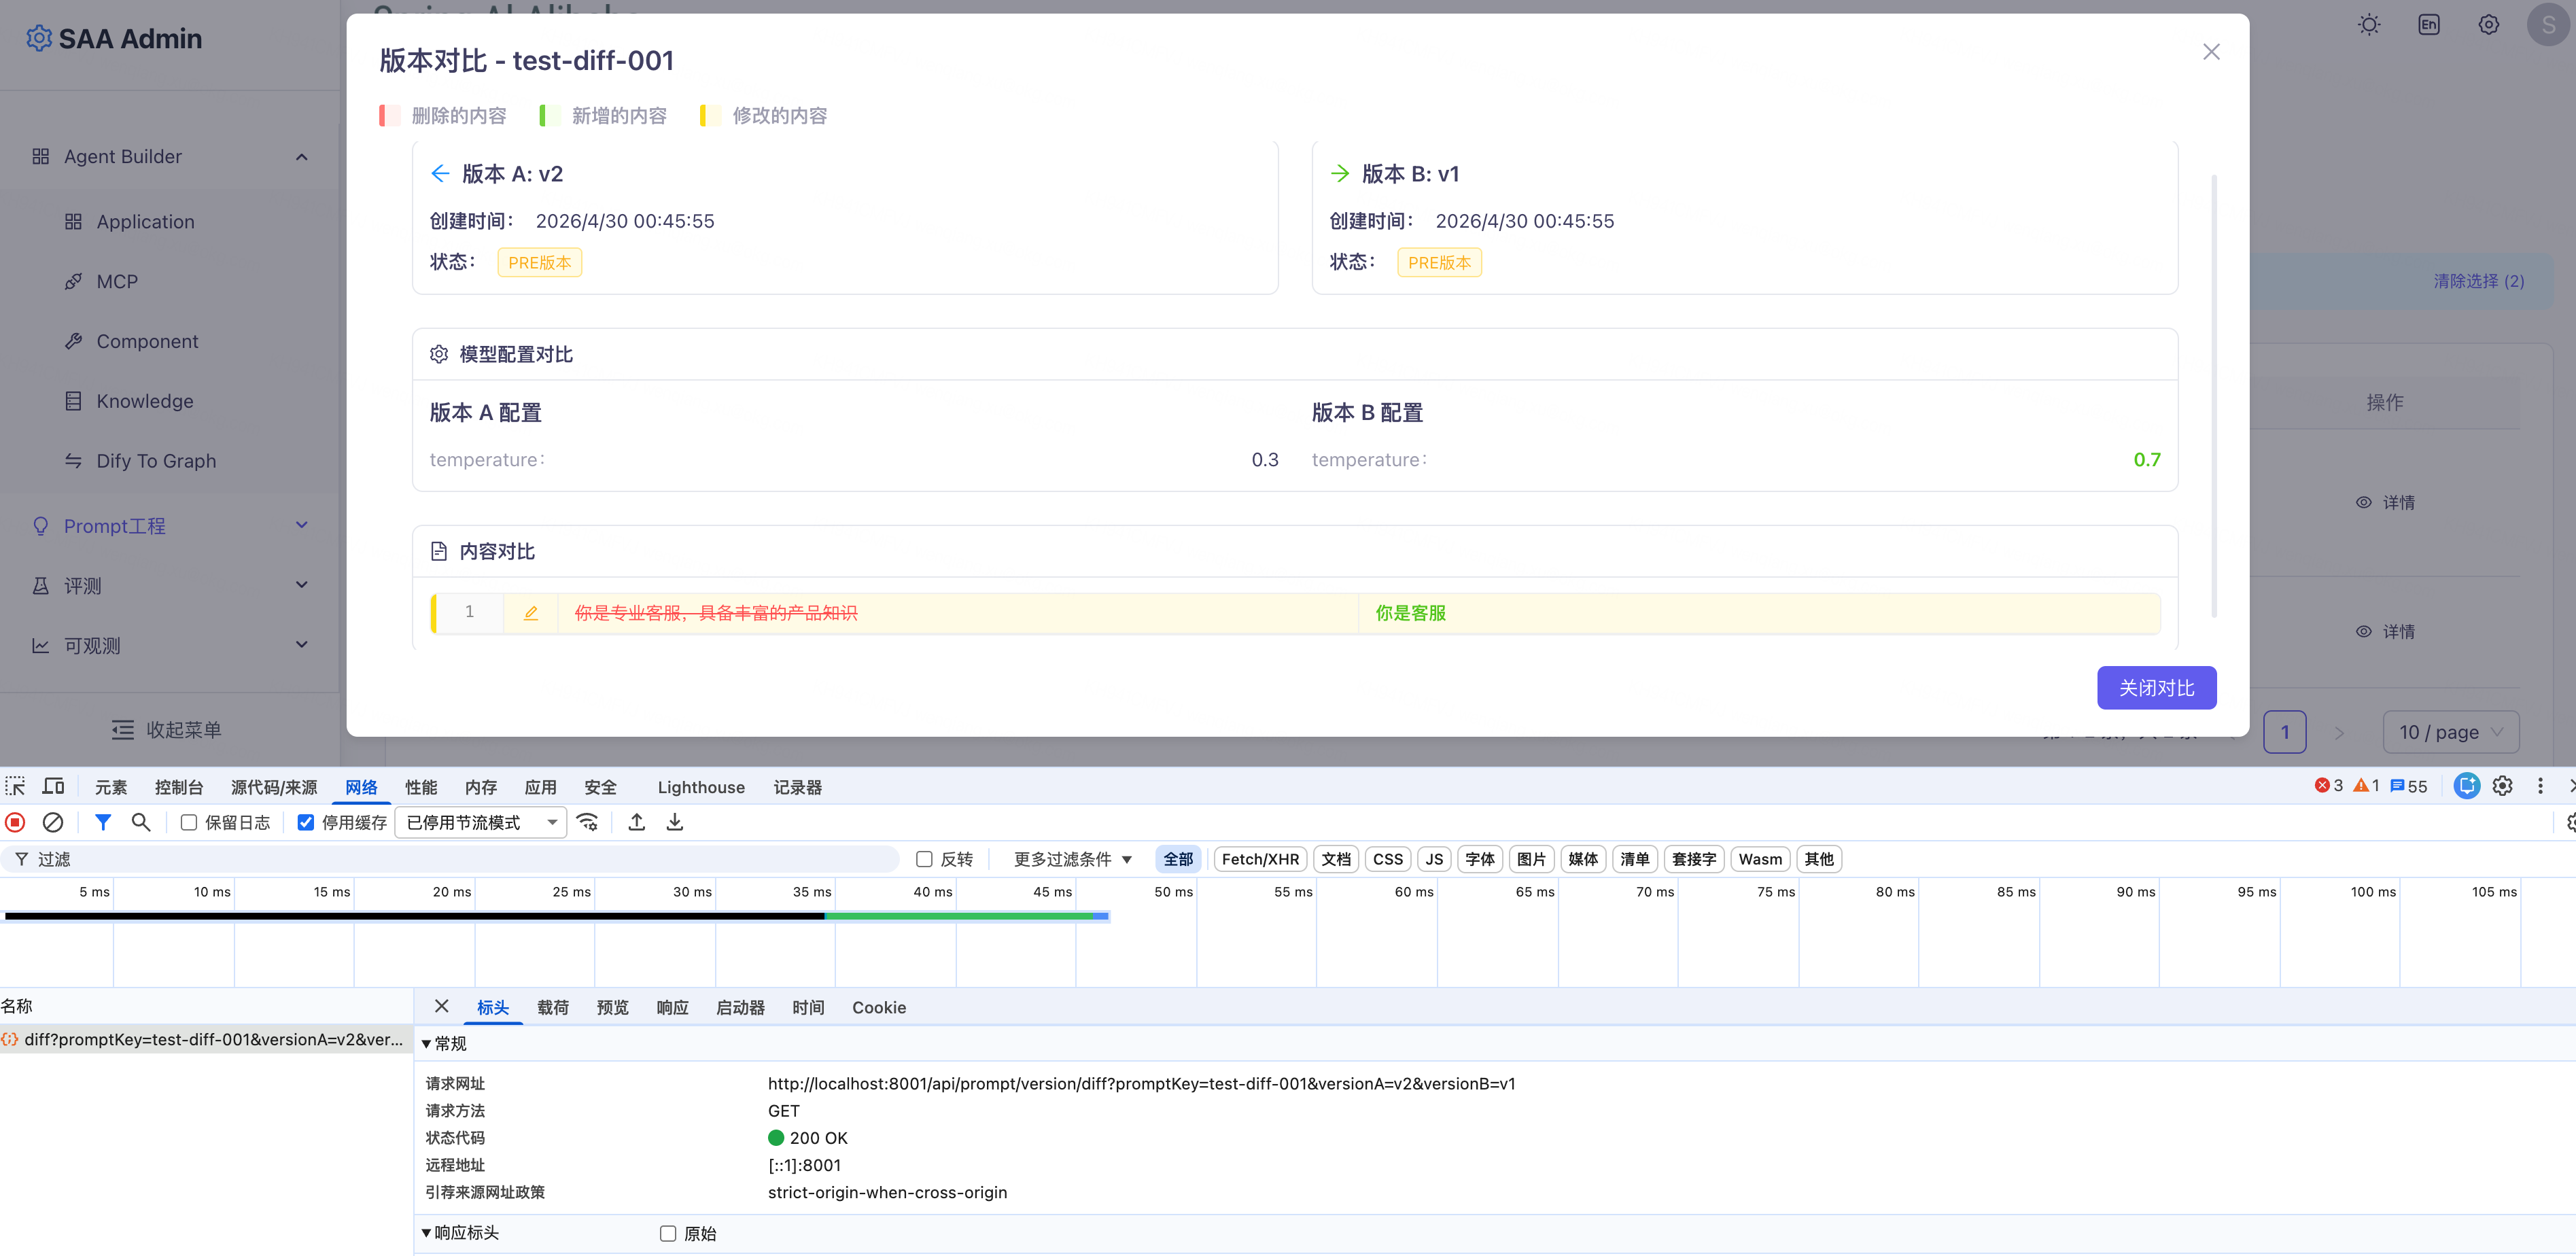 SAA Admin
En
S
版本对比 - test-diff-001
删除的内容 新增的内容 修改的内容
Agent Builder
Application
MCP
Component
Knowledge
Dify To Graph
Prompt工程
评测
可观测
收起菜单
版本 A: v2
创建时间： 2026/4/30 00:45:55
状态： PRE版本
版本 B: v1
创建时间： 2026/4/30 00:45:55
状态： PRE版本
清除选择 (2)
模型配置对比
版本 A 配置 版本 B 配置
temperature： 0.3 temperature： 0.7
操作
详情
内容对比
1 你是专业客服，具备丰富的产品知识 你是客服
详情
关闭对比
1 10 / page
元素 控制台 源代码/来源 网络 性能 内存 应用 安全 Lighthouse 记录器 3 1 55
保留日志 停用缓存 已停用节流模式
过滤 反转 更多过滤条件 全部 Fetch/XHR 文档 CSS JS 字体 图片 媒体 清单 套接字 Wasm 其他
5 ms 10 ms 15 ms 20 ms 25 ms 30 ms 35 ms 40 ms 45 ms 50 ms 55 ms 60 ms 65 ms 70 ms 75 ms 80 ms 85 ms 90 ms 95 ms 100 ms 105 ms
名称 标头 载荷 预览 响应 启动器 时间 Cookie
diff?promptKey=test-diff-001&versionA=v2&ver...
常规
请求网址 http://localhost:8001/api/prompt/version/diff?promptKey=test-diff-001&versionA=v2&versionB=v1
请求方法 GET
状态代码 200 OK
远程地址 [::1]:8001
引荐来源网址政策 strict-origin-when-cross-origin
响应标头 原始